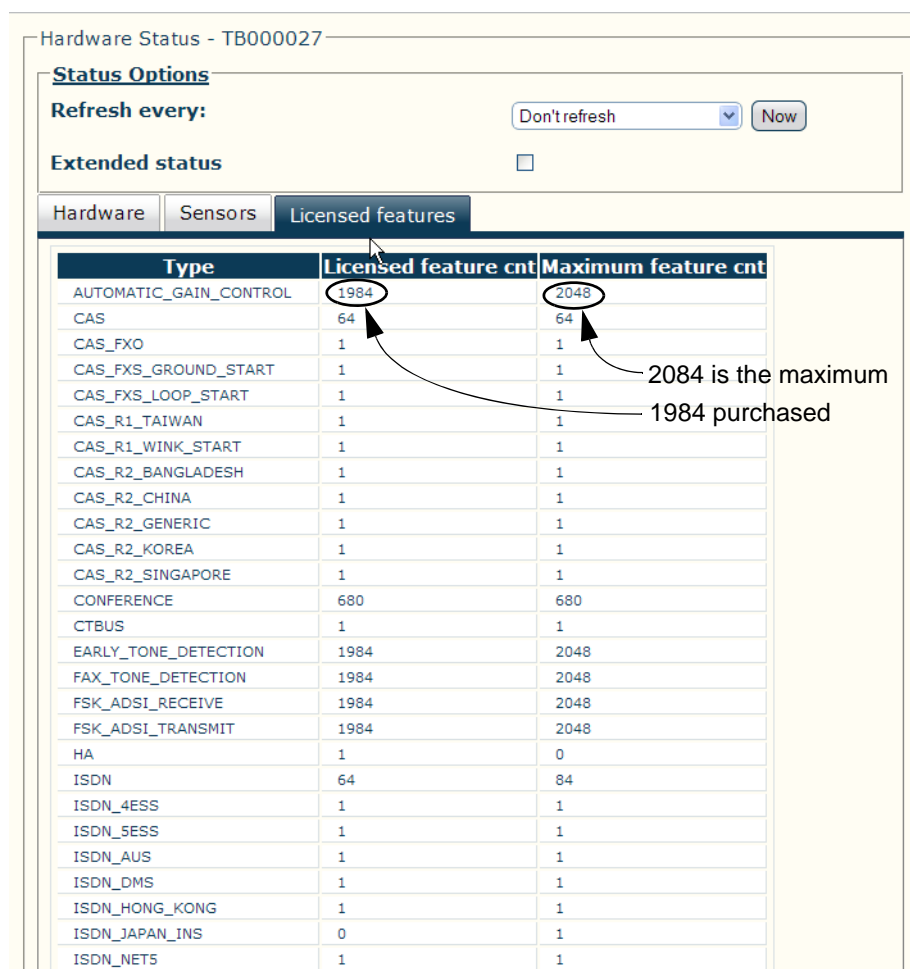 Hardware Status - TB000027
Status Options
Refresh every: Don't refresh Now
Extended status
Hardware Sensors Licensed features
Type Licensed feature cnt Maximum feature cnt
AUTOMATIC_GAIN_CONTROL 1984 2048
CAS 64 64
CAS_FXO 1 1
CAS_FXS_GROUND_START 1 1
2084 is the maximum
CAS_FXS_LOOP_START 1 1
1984 purchased
CAS_R1_TAIWAN 1 1
CAS_R1_WINK_START 1 1
CAS_R2_BANGLADESH 1 1
CAS_R2_CHINA 1 1
CAS_R2_GENERIC 1 1
CAS_R2_KOREA 1 1
CAS_R2_SINGAPORE 1 1
CONFERENCE 680 680
CTBUS 1 1
EARLY_TONE_DETECTION 1984 2048
FAX_TONE_DETECTION 1984 2048
FSK_ADSI_RECEIVE 1984 2048
FSK_ADSI_TRANSMIT 1984 2048
HA 1 0
ISDN 64 84
ISDN_4ESS 1 1
ISDN_5ESS 1 1
ISDN_AUS 1 1
ISDN_DMS 1 1
ISDN_HONG_KONG 1 1
ISDN_JAPAN_INS 0 1
ISDN_NET5 1 1